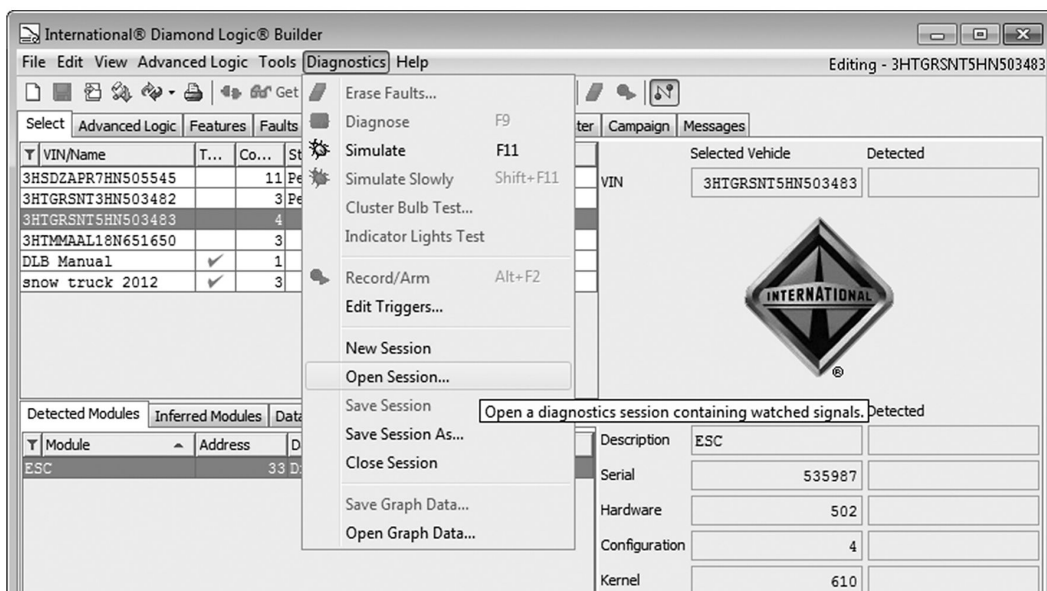 International® Diamond Logic® Builder
File Edit View Advanced Logic Tools Diagnostics Help
Editing - 3HTGRSNT5HN503483
Get
Select Advanced Logic Features Faults
ter Campaign Messages
VIN/Name T... Co... St
3HSDZAPR7HN505545 11 Pe
3HTGRSNT3HN503482 3 Pe
3HTGRSNT5HN503483 4
3HTMMAAL18N651650 3
DLB Manual 1
snow truck 2012 3
Erase Faults...
Diagnose F9
Simulate F11
Simulate Slowly Shift+F11
Cluster Bulb Test...
Indicator Lights Test
Record/Arm Alt+F2
Edit Triggers...
New Session
Open Session...
Save Session
Save Session As...
Close Session
Save Graph Data...
Open Graph Data...
Open a diagnostics session containing watched signals.
Selected Vehicle Detected
VIN 3HTGRSNT5HN503483
INTERNATIONAL
®
Detected Modules Inferred Modules Data
Module Address D
ESC 33 D
Detected
Description ESC
Serial 535987
Hardware 502
Configuration 4
Kernel 610